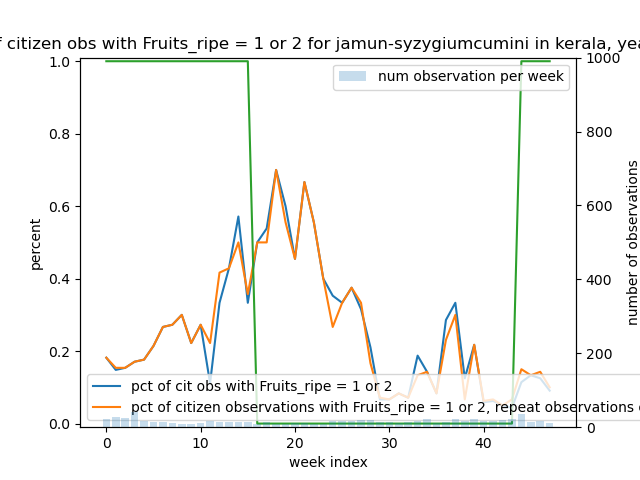 f citizen obs with Fruits_ripe = 1 or 2 for jamun-syzygiumcumini in kerala, yea
num observation per week
1.0
0.8
0.6
0.4
0.2
0.0
percent
1000
800
600
400
200
0
number of observations
pct of cit obs with Fruits_ripe = 1 or 2
pct of citizen observations with Fruits_ripe = 1 or 2, repeat observations
0
10
20
30
40
week index